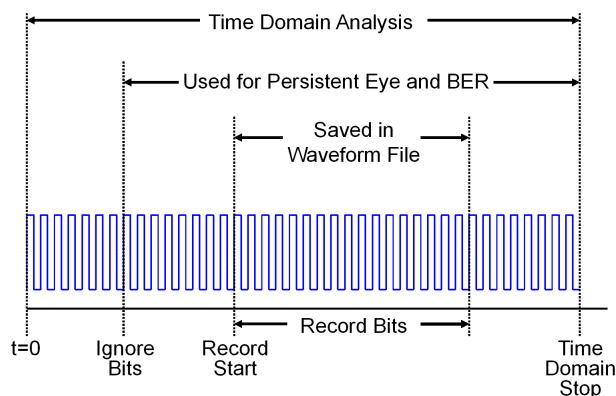 Time Domain Analysis
Used for Persistent Eye and BER
Saved in
Waveform File
Record Bits
t=0
Ignore
Bits
Record
Start
Time
Domain
Stop